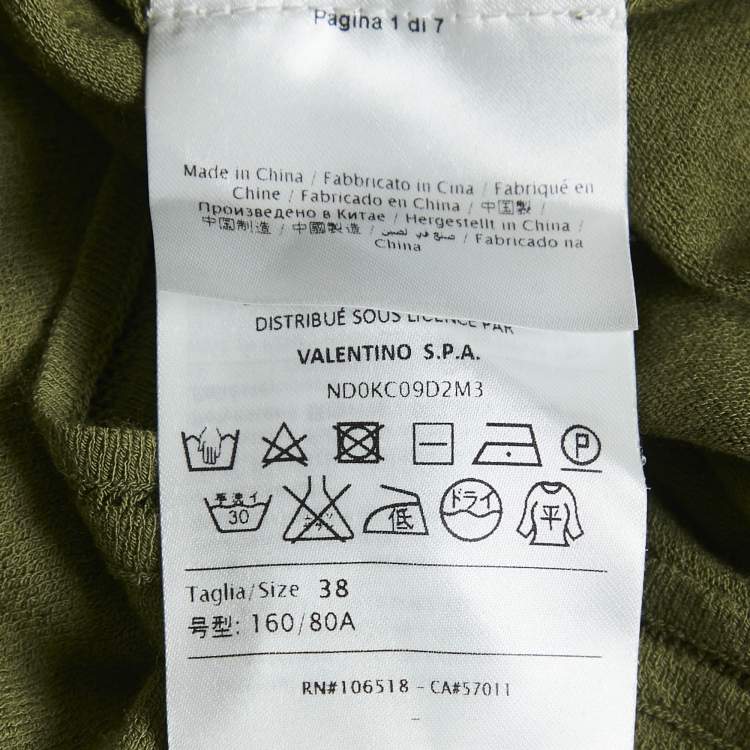 Pagina 1 di 7
Made in China / Fabbricato in Cina / Fabriqué en
Chine / Fabricado en China / 中国製 /
Произведено в Китае / Hergestellt in China /
中国制造 / 中國製造 / صنع في الصين / Fabricado na
China
DISTRIBUÉ SOUS LICENCE PAR
VALENTINO S.P.A.
ND0KC09D2M3
P
手洗イ
30
低
ドライ
平
Taglia/Size 38
号型: 160/80A
RN#106518 - CA#57011